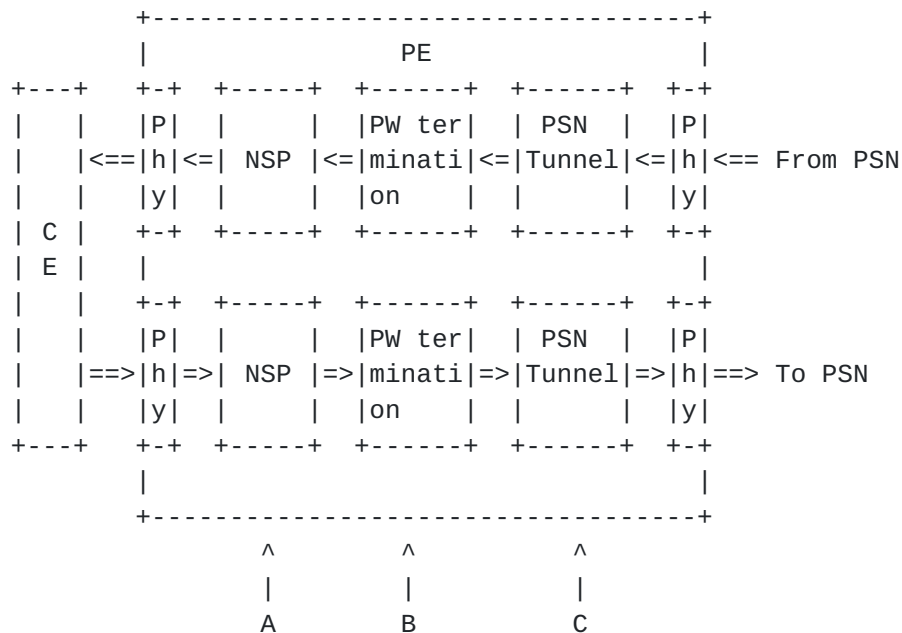 PE
P PW ter PSN P
h NSP minati Tunnel h <== From PSN
y on y
C
E
P PW ter PSN P
h NSP minati Tunnel h ==> To PSN
y on y
A B C